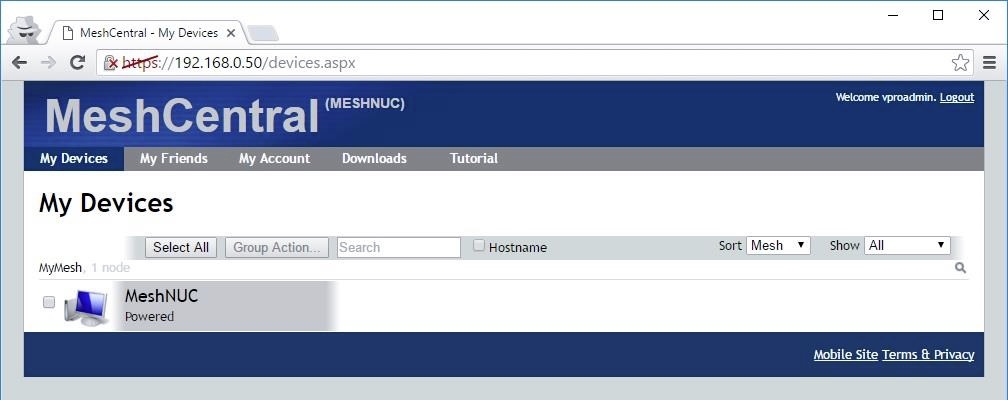 MeshCentral - My Devices
https://192.168.0.50/devices.aspx
MeshCentral (MESHNUC)
Welcome vproadmin. Logout
My Devices My Friends My Account Downloads Tutorial
My Devices
Select All Group Action... Search Hostname Sort Mesh Show All
MyMesh, 1 node
MeshNUC
Powered
Mobile Site Terms & Privacy